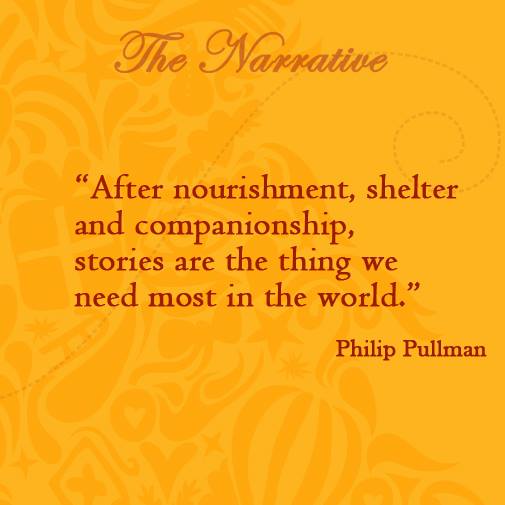 The Narrative
“After nourishment, shelter
and companionship,
stories are the thing we
need most in the world.”
Philip Pullman